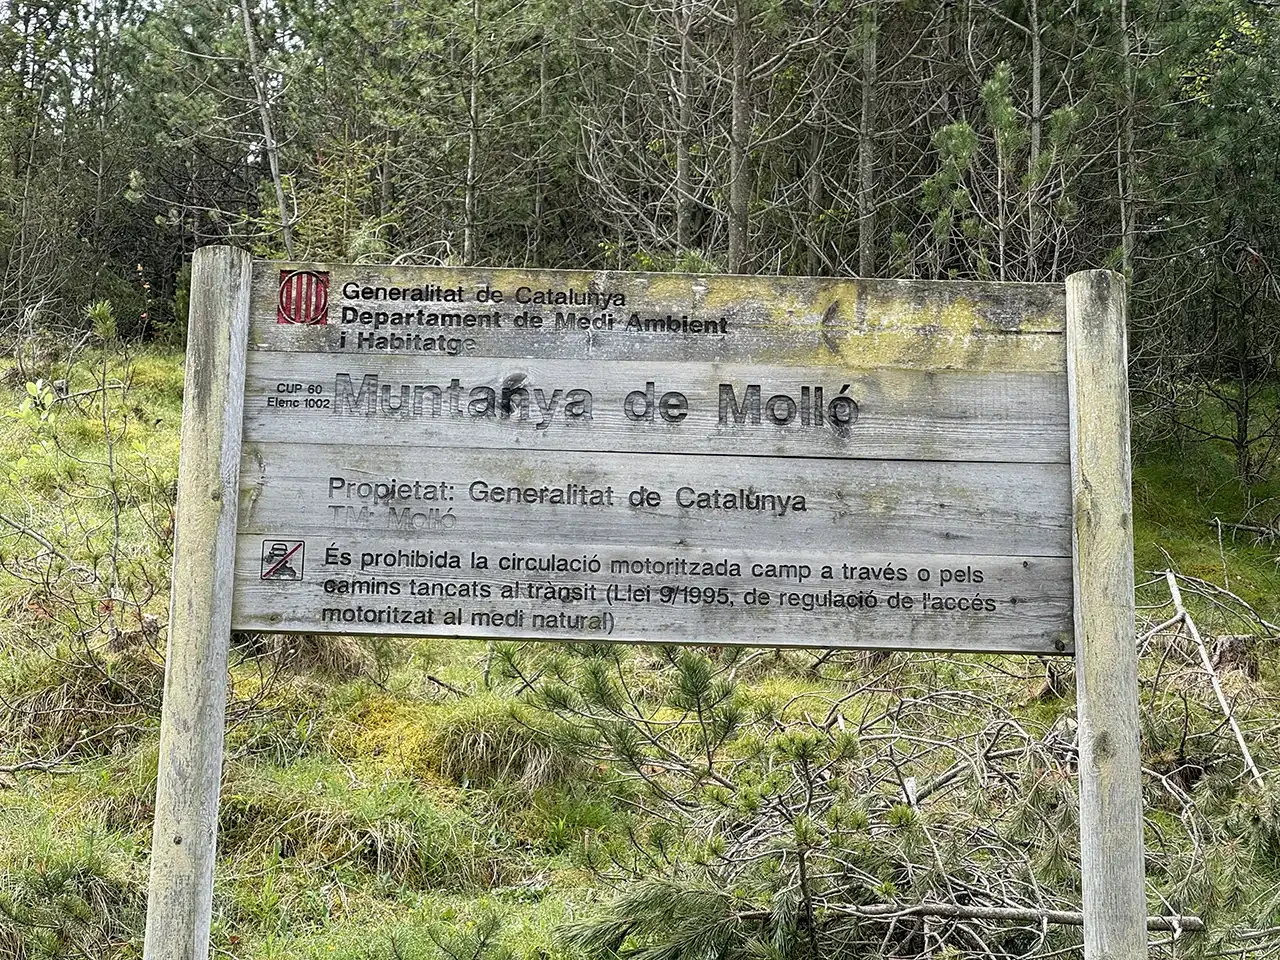 Generalitat de Catalunya
Departament de Medi Ambient
i Habitatge
CUP 60
Elenc 1002
Muntanya de Molló
Propietat: Generalitat de Catalunya
TM: Molló
És prohibida la circulació motoritzada camp a través o pels
camins tancats al trànsit (Llei 9/1995, de regulació de l'accés
motoritzat al medi natural)